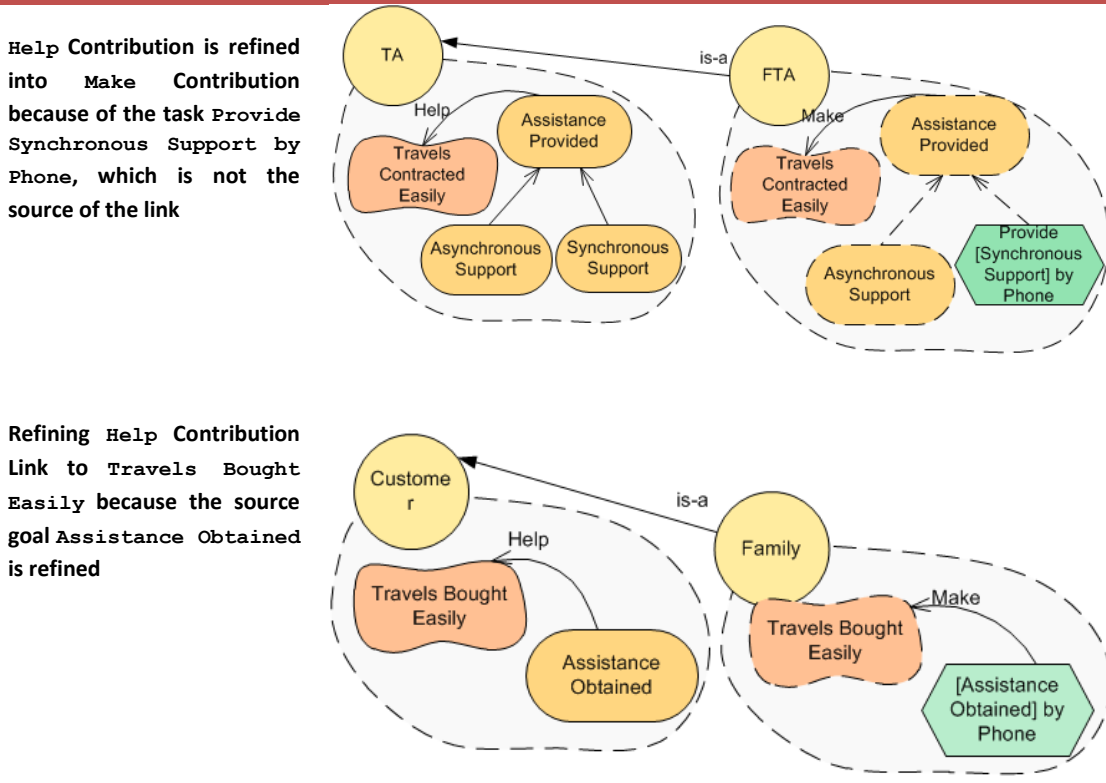 Help Contribution is refined
into Make Contribution
because of the task Provide
Synchronous Support by
Phone, which is not the
source of the link
TA
is-a
FTA
Help
Assistance
Provided
Travels
Contracted
Easily
Asynchronous
Support
Synchronous
Support
Make
Assistance
Provided
Travels
Contracted
Easily
Asynchronous
Support
Provide
[Synchronous
Support] by
Phone
Refining Help Contribution
Link to Travels Bought
Easily because the source
goal Assistance Obtained
is refined
Custome
r
is-a
Family
Help
Travels Bought
Easily
Assistance
Obtained
Make
Travels Bought
Easily
[Assistance
Obtained] by
Phone